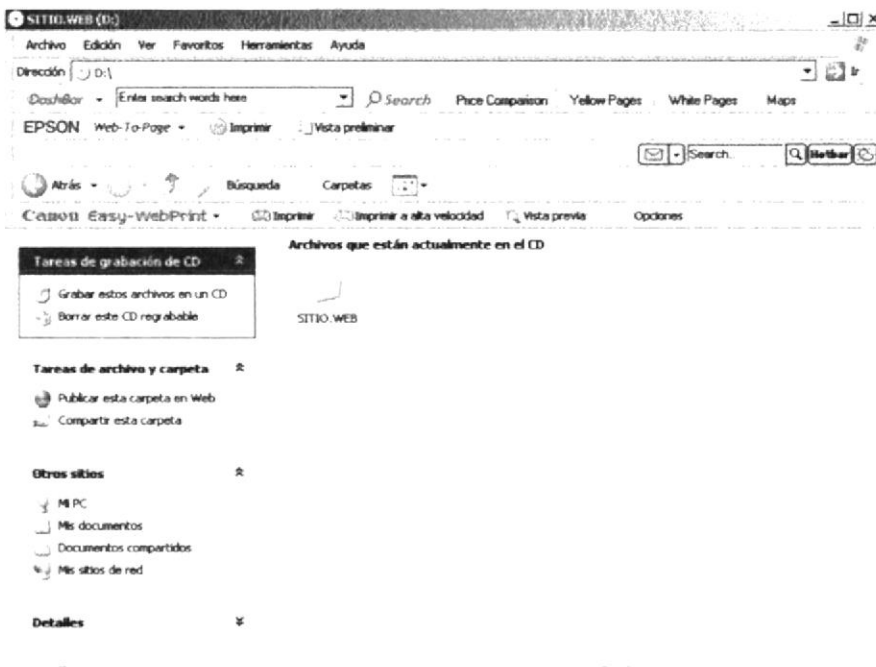 SITIO.WEB (D:)
Archivo Edición Ver Favoritos Herramientas Ayuda
Dirección D:\ Ir
DashBar Enter search words here Search Price Comparison Yellow Pages White Pages Maps
EPSON Web-To-Page Imprimir Vista preliminar
Search Hotbar
Atrás Búsqueda Carpetas
Canon Easy-WebPrint Imprimir Imprimir a alta velocidad Vista previa Opciones
Tareas de grabación de CD
Grabar estos archivos en un CD
Borrar este CD regrabable
Tareas de archivo y carpeta
Publicar esta carpeta en Web
Compartir esta carpeta
Otros sitios
Mi PC
Mis documentos
Documentos compartidos
Mis sitios de red
Detalles
Archivos que están actualmente en el CD
SITIO.WEB